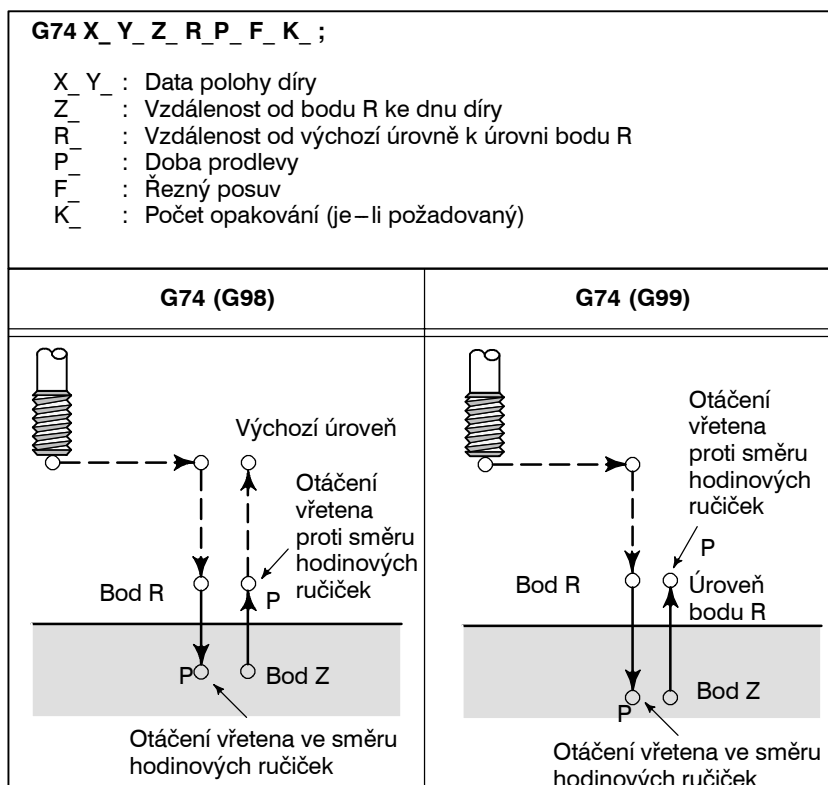 G74 X_ Y_ Z_ R_P_ F_ K_ ;
X_ Y_ : Data polohy díry
Z_ : Vzdálenost od bodu R ke dnu díry
R_ : Vzdálenost od výchozí úrovně k úrovni bodu R
P_ : Doba prodlevy
F_ : Řezný posuv
K_ : Počet opakování (je–li požadovaný)
G74 (G98)
Výchozí úroveň
Otáčení
vřetena
proti směru
hodinových
ručiček
Bod R
P
P
Bod Z
Otáčení vřetena ve směru
hodinových ručiček
G74 (G99)
Otáčení
vřetena
proti směru
hodinových
ručiček
P
Bod R
Úroveň
bodu R
P
Bod Z
Otáčení vřetena ve směru
hodinových ručiček